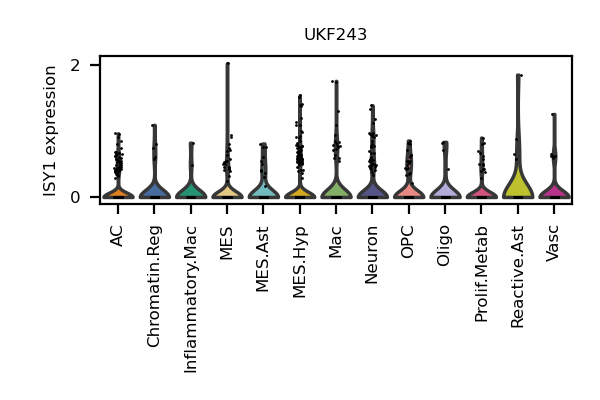 UKF243
ISY1 expression
2
0
AC
Chromatin.Reg
Inflammatory.Mac
MES
MES.Ast
MES.Hyp
Mac
Neuron
OPC
Oligo
Prolif.Metab
Reactive.Ast
Vasc